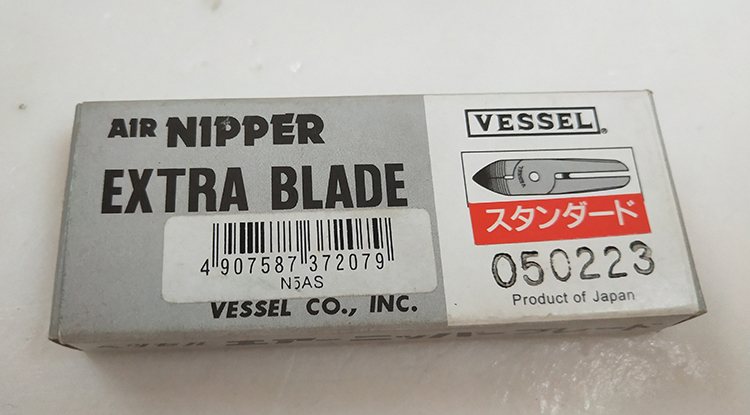 AIR NIPPER
EXTRA BLADE
4 907587 372079
N5AS
VESSEL CO., INC.
VESSEL
スタンダード
050223
Product of Japan